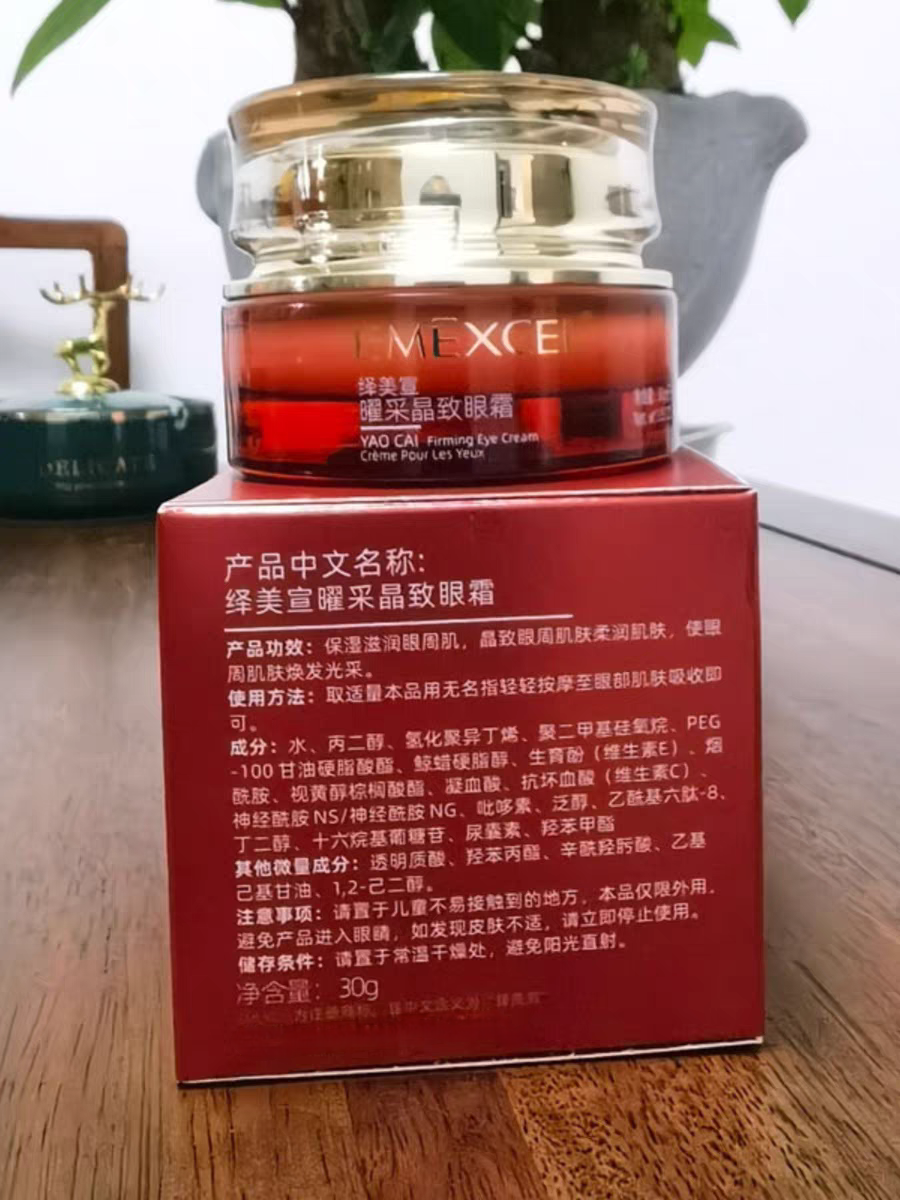 EMEXCEL
绎美宣
曜采晶致眼霜
YAO CAI Firming Eye Cream
Crème Pour Les Yeux
DELICATE
产品中文名称：
绎美宣曜采晶致眼霜
产品功效：保湿滋润眼周肌，晶致眼周肌肤柔润肌肤，使眼
周肌肤焕发光采。
使用方法：取适量本品用无名指轻轻按摩至眼部肌肤吸收即
可。
成分：水、丙二醇、氢化聚异丁烯、聚二甲基硅氧烷、PEG
-100甘油硬脂酸酯、鲸蜡硬脂醇、生育酚（维生素E）、烟
酰胺、视黄醇棕榈酸酯、凝血酸、抗坏血酸（维生素C）、
神经酰胺NS/神经酰胺NG、吡哆素、泛醇、乙酰基六肽-8、
丁二醇、十六烷基葡糖苷、尿囊素、羟苯甲酯
其他微量成分：透明质酸、羟苯丙酯、辛酰羟肟酸、乙基
己基甘油、1,2-己二醇。
注意事项：请置于儿童不易接触到的地方，本品仅限外用，
避免产品进入眼睛，如发现皮肤不适，请立即停止使用。
储存条件：请置于常温干燥处，避免阳光直射。
净含量：30g